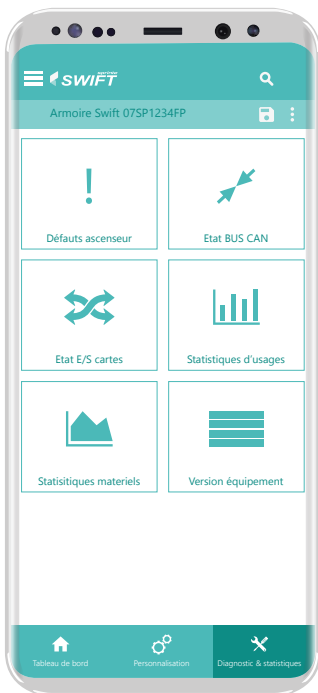 SWIFT
Armoire Swift 07SP1234FP
Défauts ascenseur
Etat BUS CAN
Etat E/S cartes
Statistiques d'usages
Statisitiques materiels
Version équipement
Tableau de bord
Personnalisation
Diagnostic & statistiques